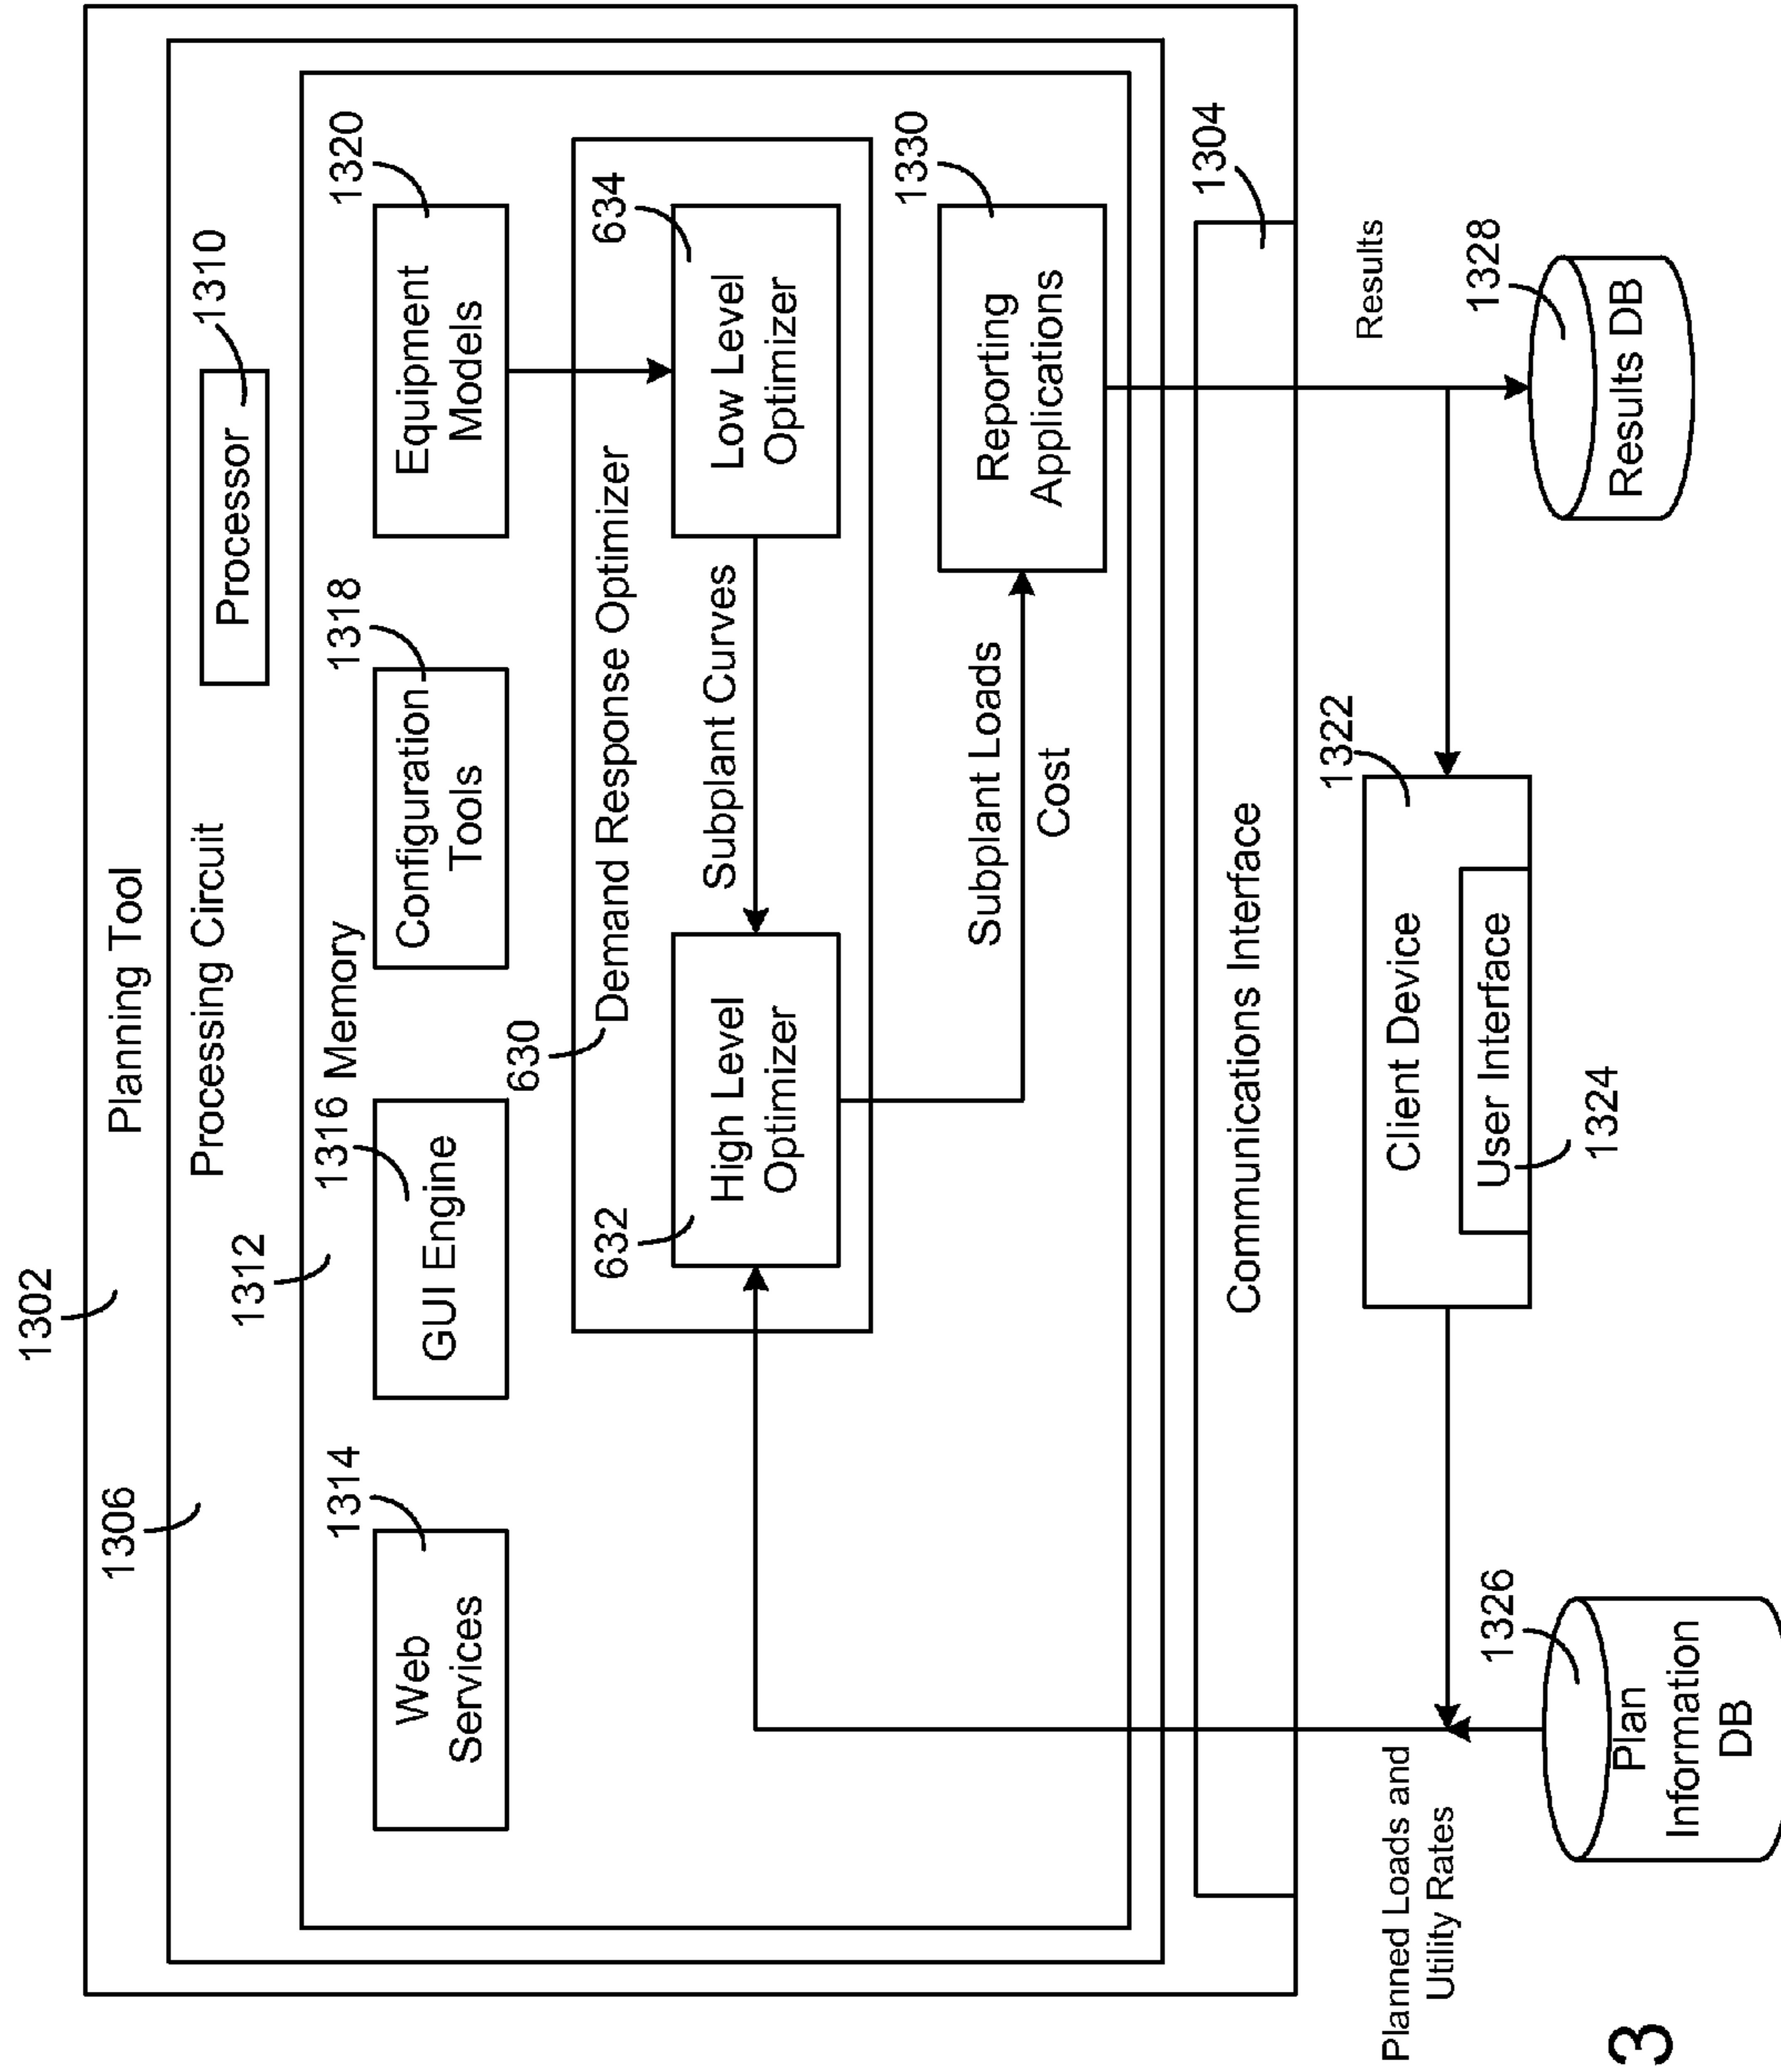 1302
Planning Tool
1306
Processing Circuit
Processor
1310
1312
Memory
1314
Web
Services
1316
GUI Engine
1318
Configuration
Tools
1320
Equipment
Models
630
Demand Response Optimizer
632
High Level
Optimizer
Subplant Curves
634
Low Level
Optimizer
Subplant Loads
Cost
1330
Reporting
Applications
Communications Interface
1304
Planned Loads and
Utility Rates
Results
1322
Client Device
User Interface
1324
1326
Plan
Information
DB
1328
Results DB
3